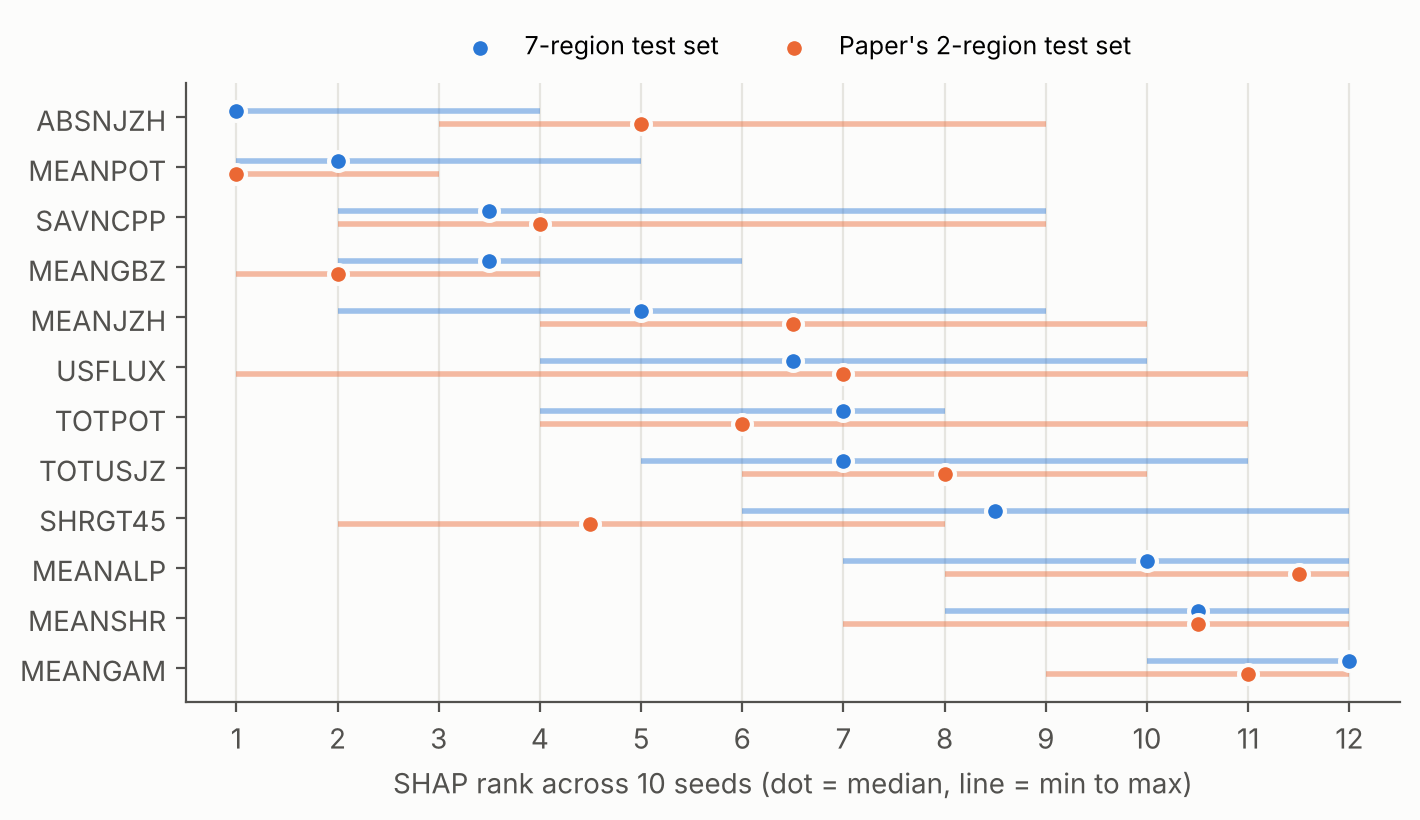 7-region test set
Paper's 2-region test set
ABSNJZH
MEANPOT
SAVNCPP
MEANGBZ
MEANJZH
USFLUX
TOTPOT
TOTUSJZ
SHRGT45
MEANALP
MEANSHR
MEANGAM
1 2 3 4 5 6 7 8 9 10 11 12
SHAP rank across 10 seeds (dot = median, line = min to max)